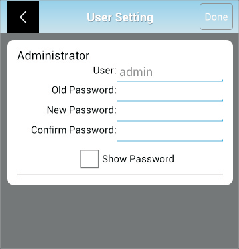 User Setting
Done
Administrator
User: admin
Old Password:
New Password:
Confirm Password:
Show Password